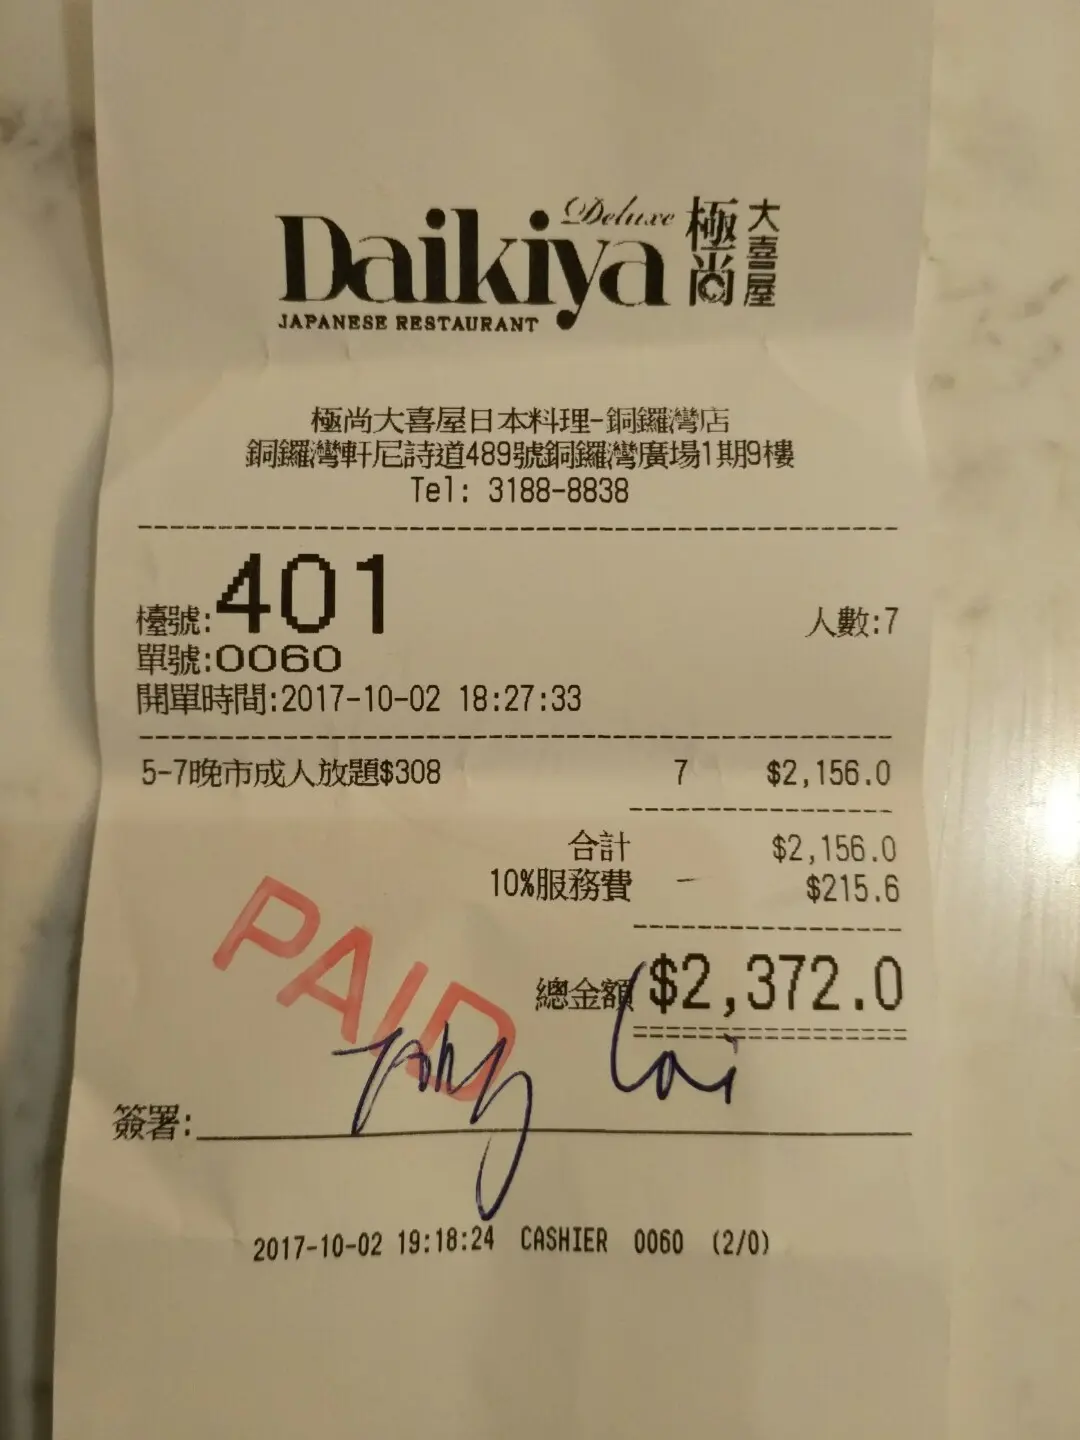 Daikiya Deluxe 極尚 大喜屋
JAPANESE RESTAURANT
極尚大喜屋日本料理-銅鑼灣店
銅鑼灣軒尼詩道489號銅鑼灣廣場1期9樓
Tel: 3188-8838
檯號:401 人數:7
單號:0060
開單時間:2017-10-02 18:27:33
5-7晚市成人放題$308 7 $2,156.0
合計 $2,156.0
10%服務費 $215.6
總金額 $2,372.0
PAID
簽署:
2017-10-02 19:18:24 CASHIER 0060 (2/0)